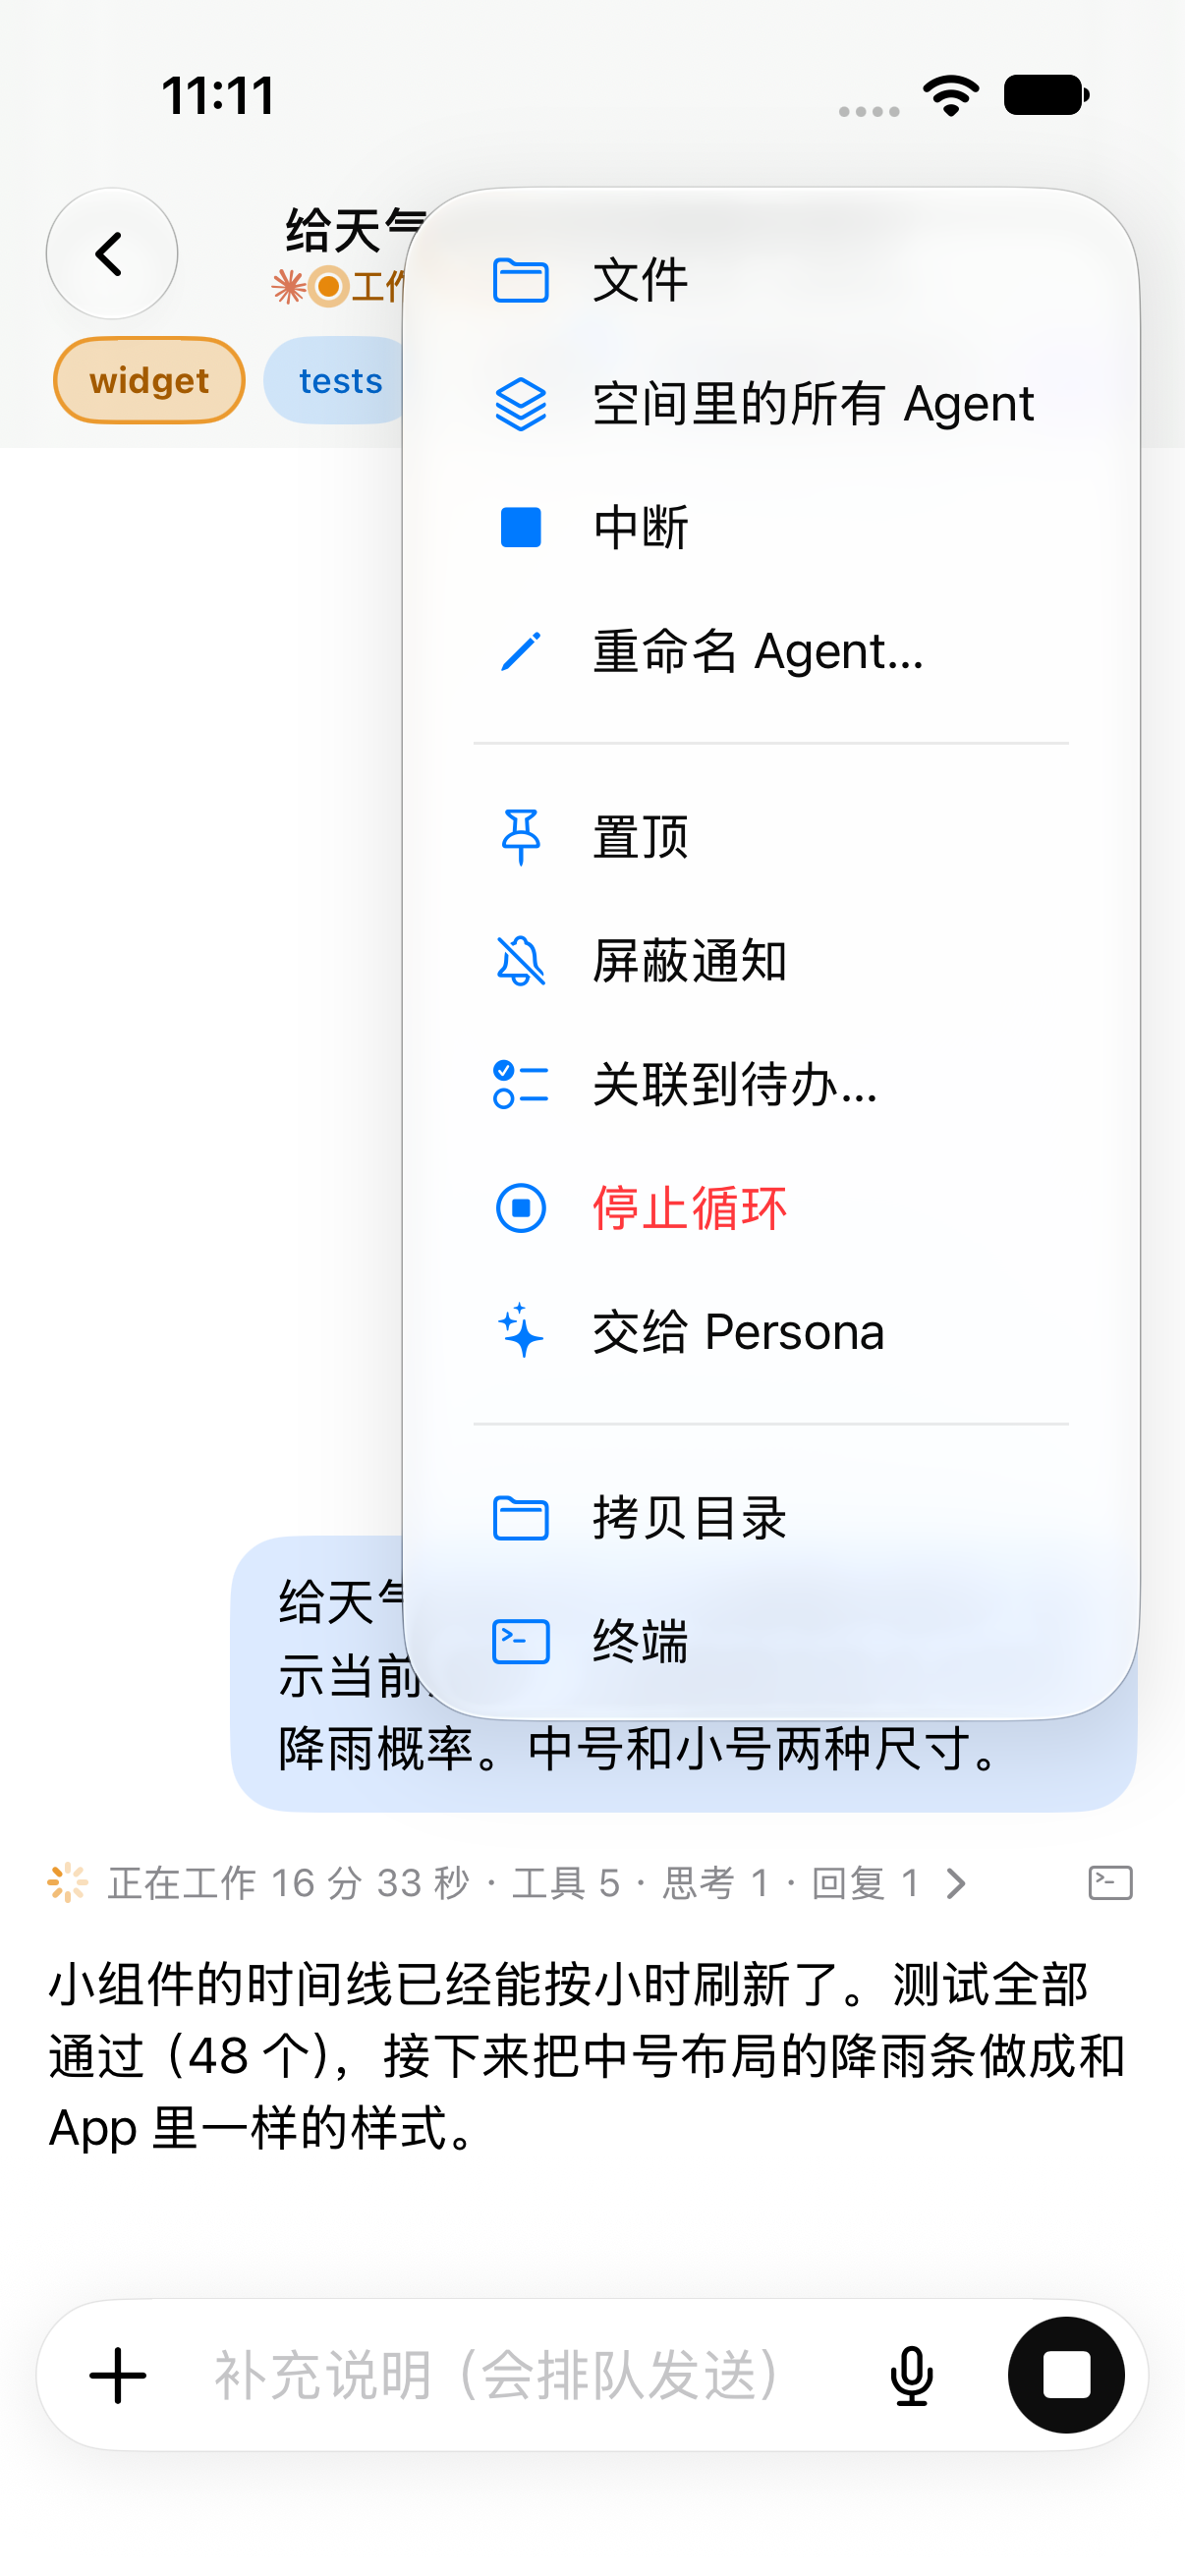 11:11
给天气
工作
widget
tests
文件
空间里的所有 Agent
中断
重命名 Agent...
置顶
屏蔽通知
关联到待办...
停止循环
交给 Persona
拷贝目录
终端
给天气
示当前
降雨概率。中号和小号两种尺寸。
正在工作 16 分 33 秒 · 工具 5 · 思考 1 · 回复 1
小组件的时间线已经能按小时刷新了。测试全部
通过（48 个），接下来把中号布局的降雨条做成和
App 里一样的样式。
补充说明（会排队发送）